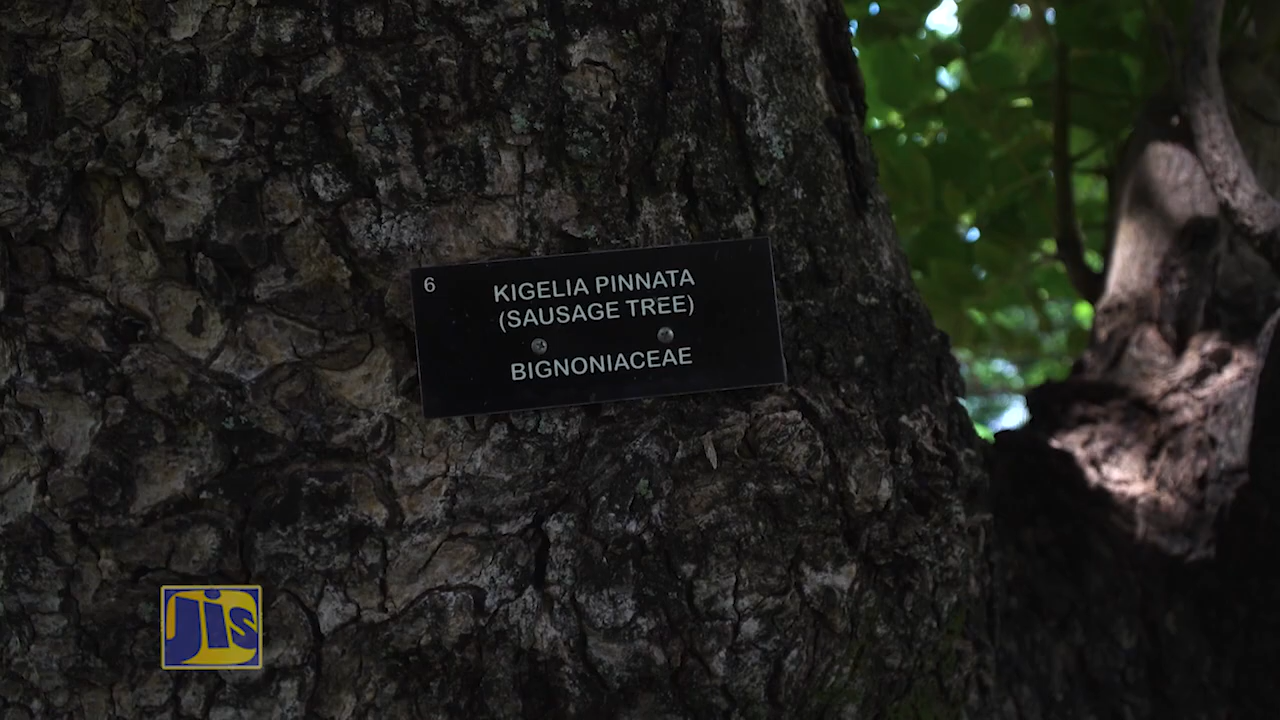 6
KIGELIA PINNATA
(SAUSAGE TREE)
BIGNONIACEAE
Jis